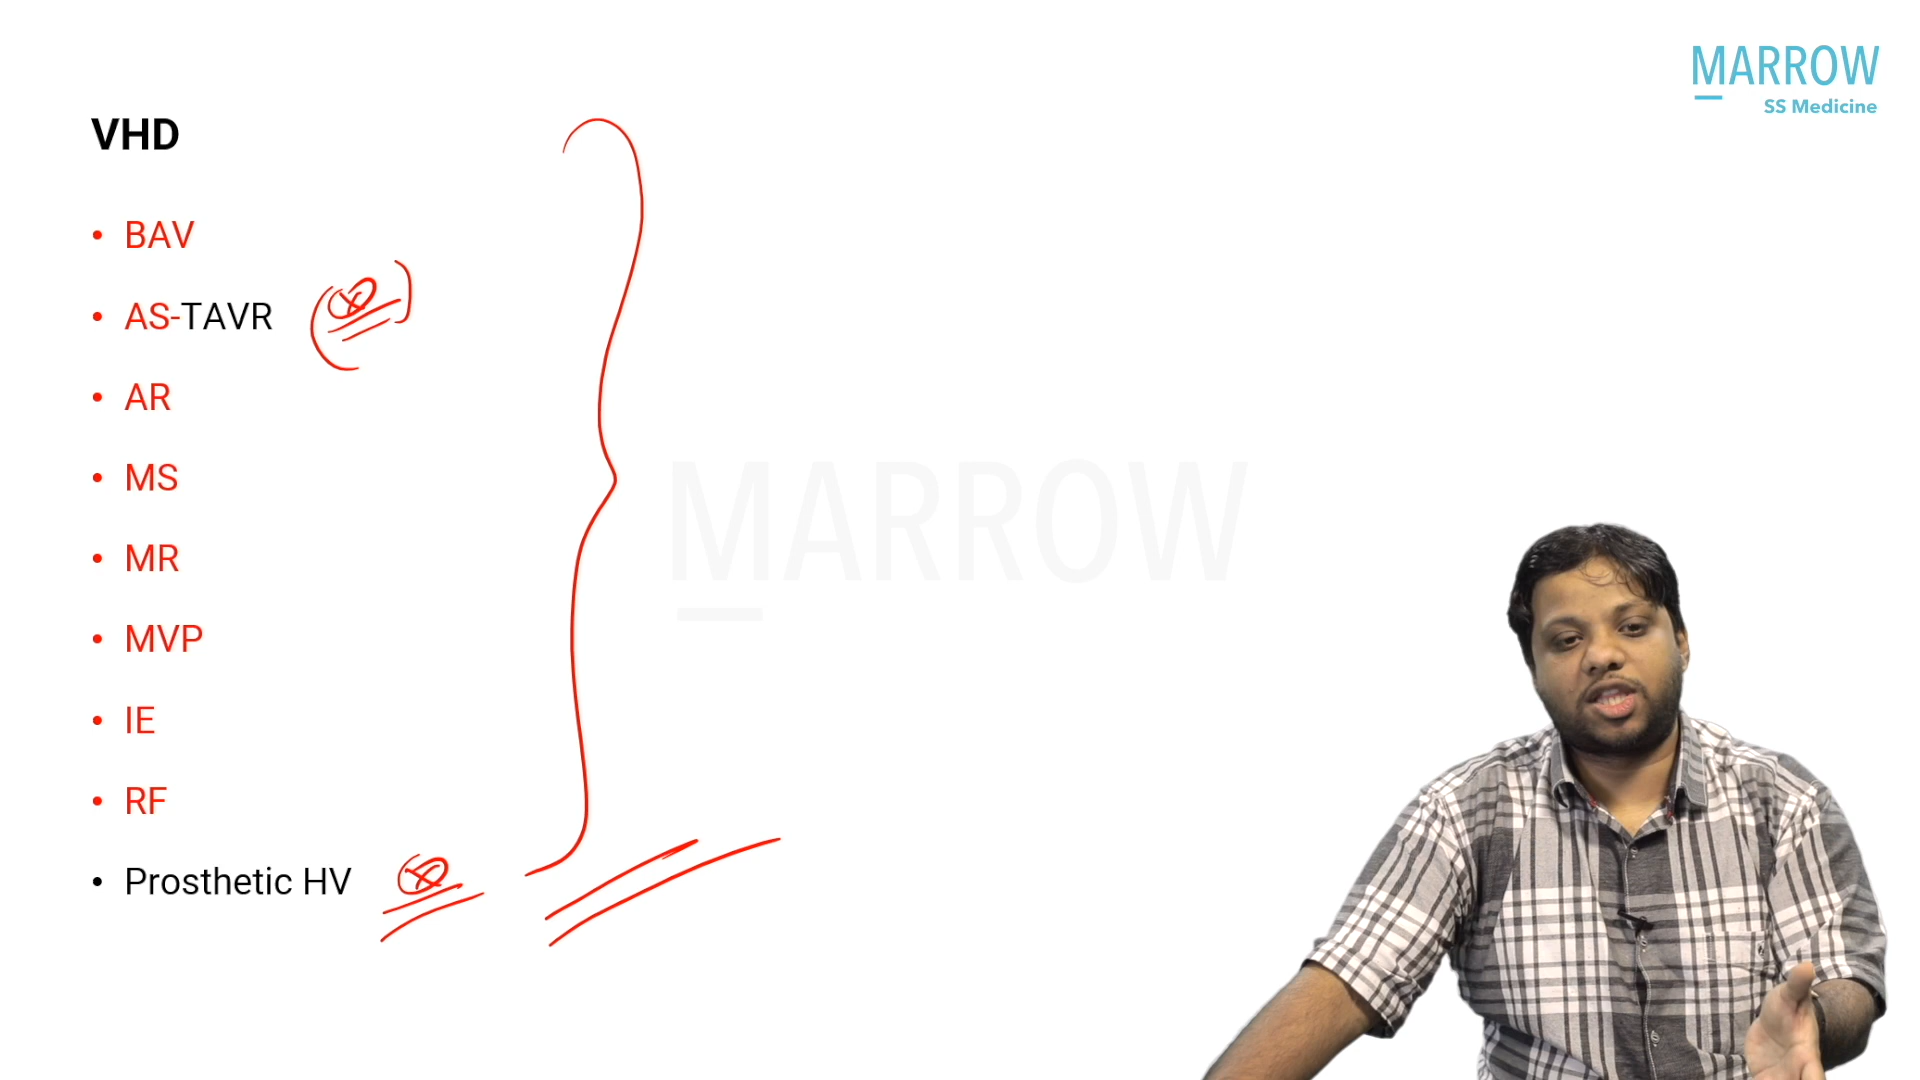 MARROW
SS Medicine
VHD
• BAV
• AS-TAVR
• AR
• MS
MARROW
• MR
• MVP
• IE
• RF
• Prosthetic HV